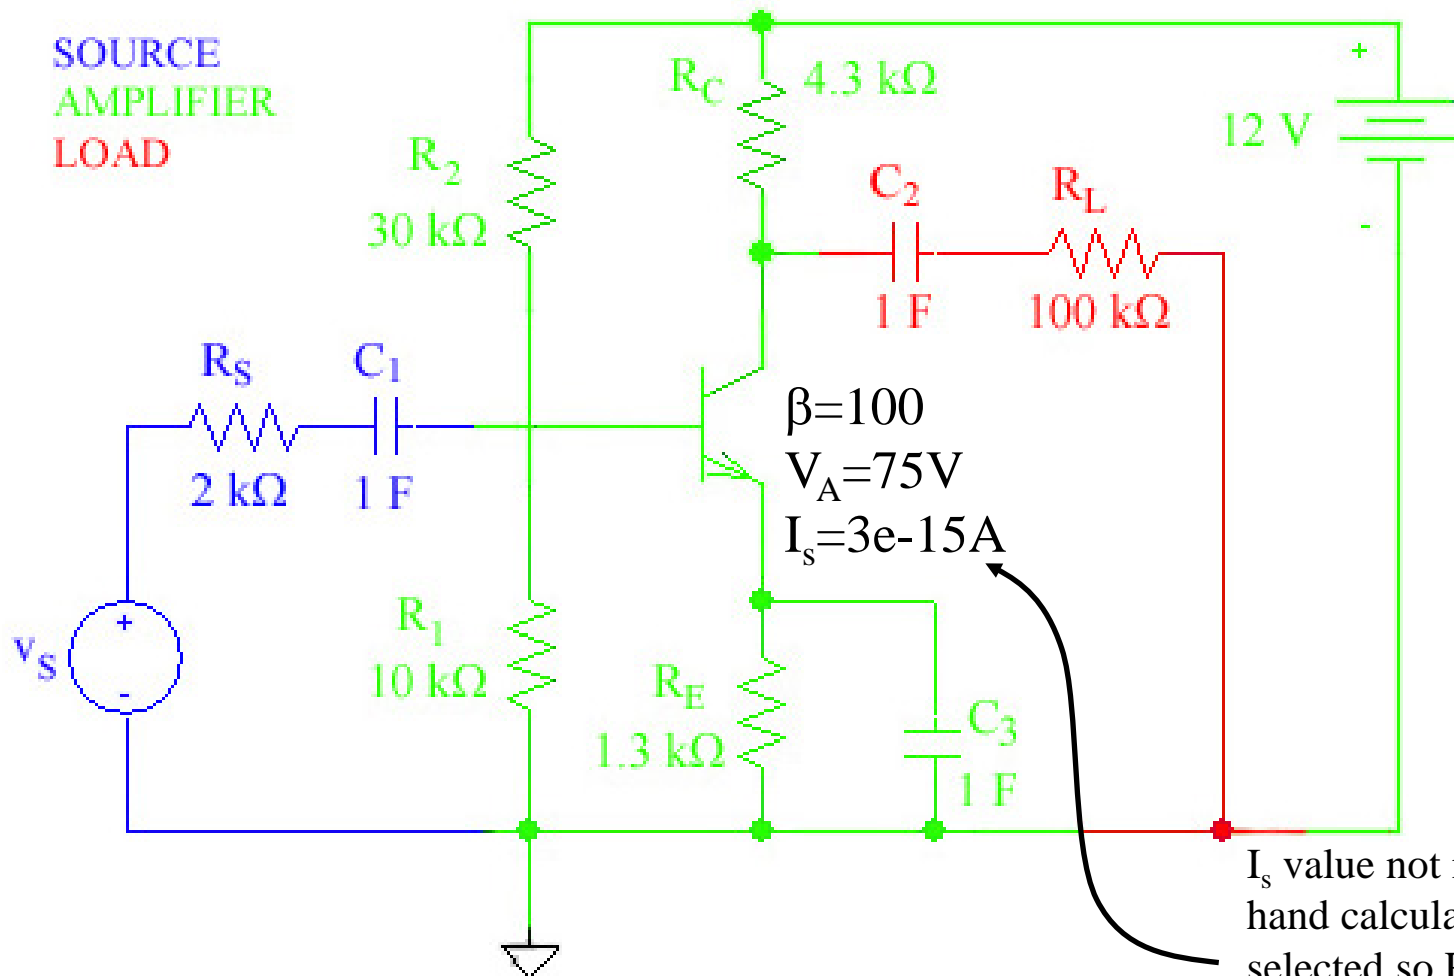 SOURCE
AMPLIFIER
LOAD
R_C 4.3 kΩ
+
12 V
-
R_2
30 kΩ
C_2
1 F
R_L
100 kΩ
R_S
2 kΩ
C_1
1 F
β=100
V_A=75V
I_s=3e-15A
v_S
+
-
R_1
10 kΩ
R_E
1.3 kΩ
C_3
1 F
I_s value not
hand
selected so